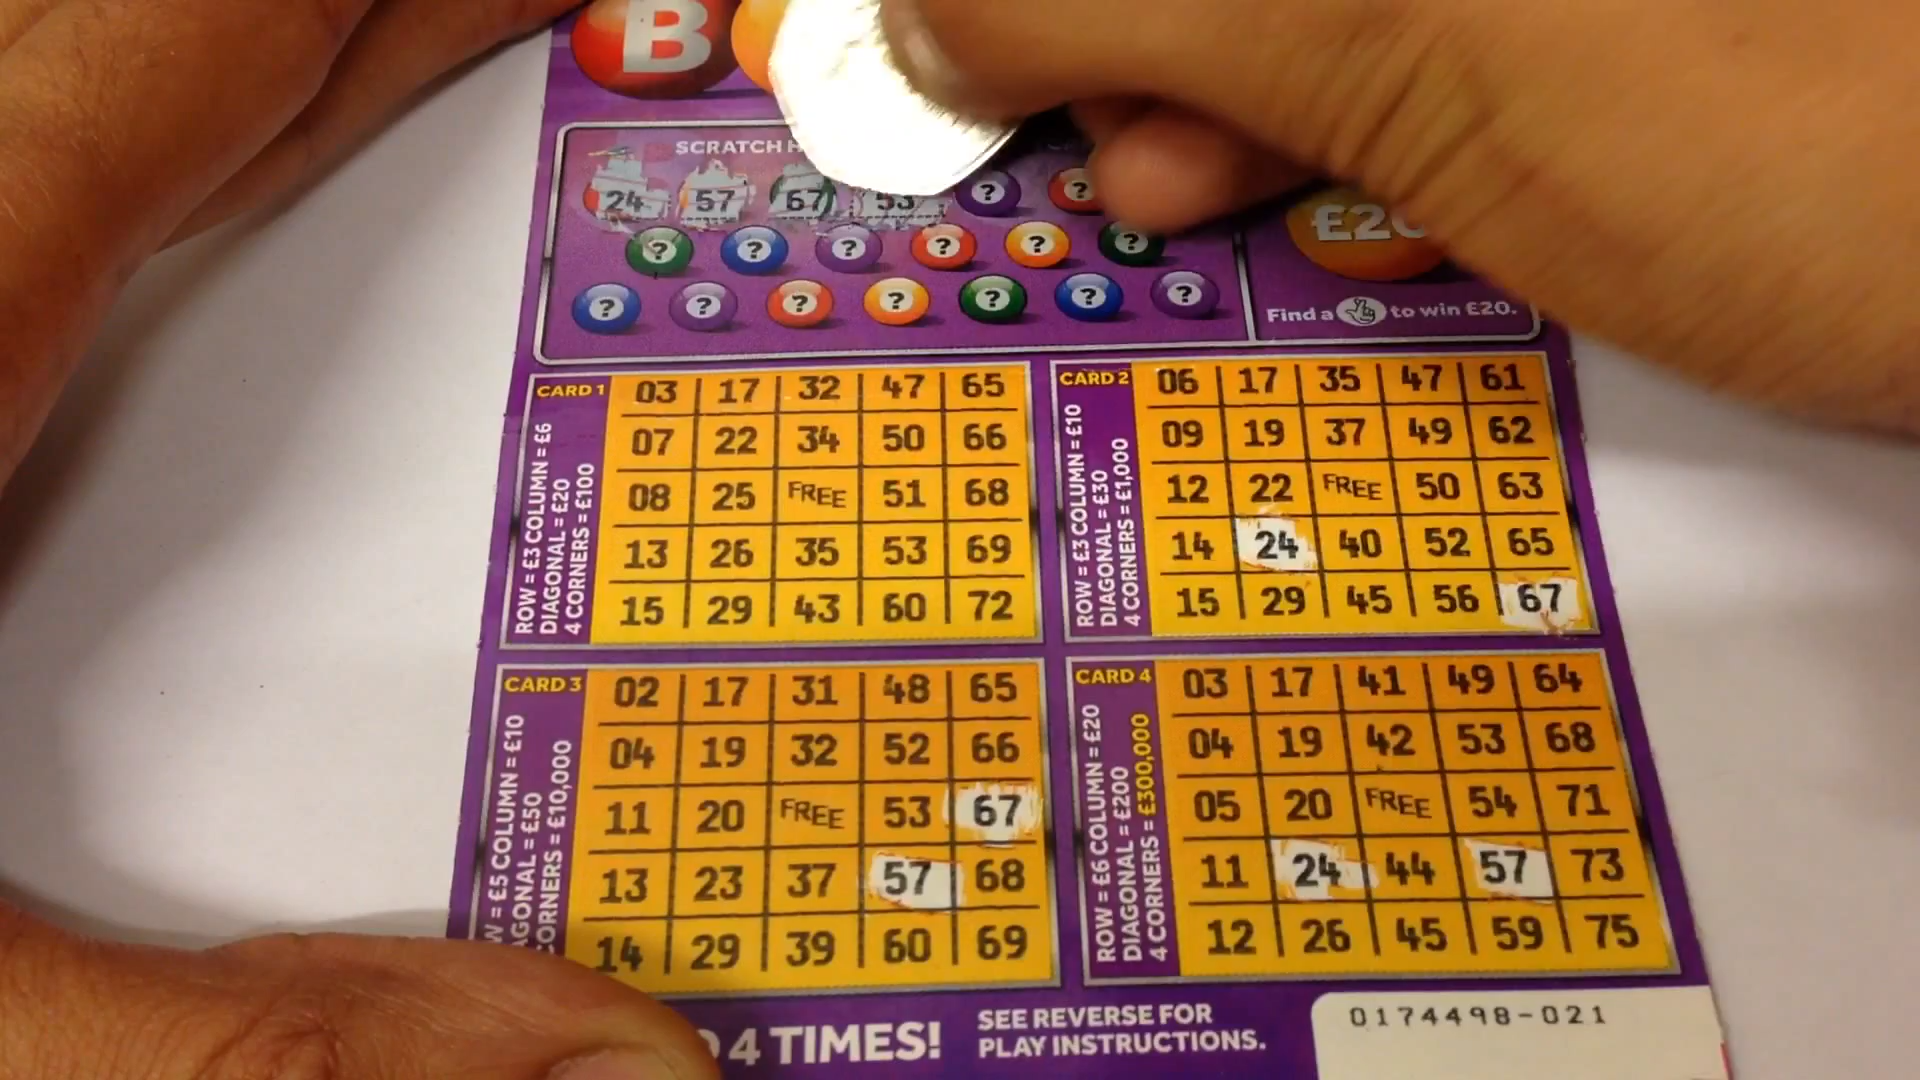 B
SCRATCH
24 57 67 53 ? ?
? ? ? ? ? ?
? ? ? ? ? ? ?
Find a to win £20.
CARD 1
ROW = £3 COLUMN = £6
DIAGONAL = £20
4 CORNERS = £100
03 17 32 47 65
07 22 34 50 66
08 25 FREE 51 68
13 26 35 53 69
15 29 43 60 72
CARD 2
ROW = £3 COLUMN = £10
DIAGONAL = £30
4 CORNERS = £1,000
06 17 35 47 61
09 19 37 49 62
12 22 FREE 50 63
14 24 40 52 65
15 29 45 56 67
CARD 3
= £5 COLUMN = £10
= £50
= £10,000
02 17 31 48 65
04 19 32 52 66
11 20 FREE 53 67
13 23 37 57 68
14 29 39 60 69
CARD 4
ROW = £6 COLUMN = £20
DIAGONAL = £200
4 CORNERS = £300,000
03 17 41 49 64
04 19 42 53 68
05 20 FREE 54 71
11 24 44 57 73
12 26 45 59 75
4 TIMES!
SEE REVERSE FOR
PLAY INSTRUCTIONS.
0174498-021